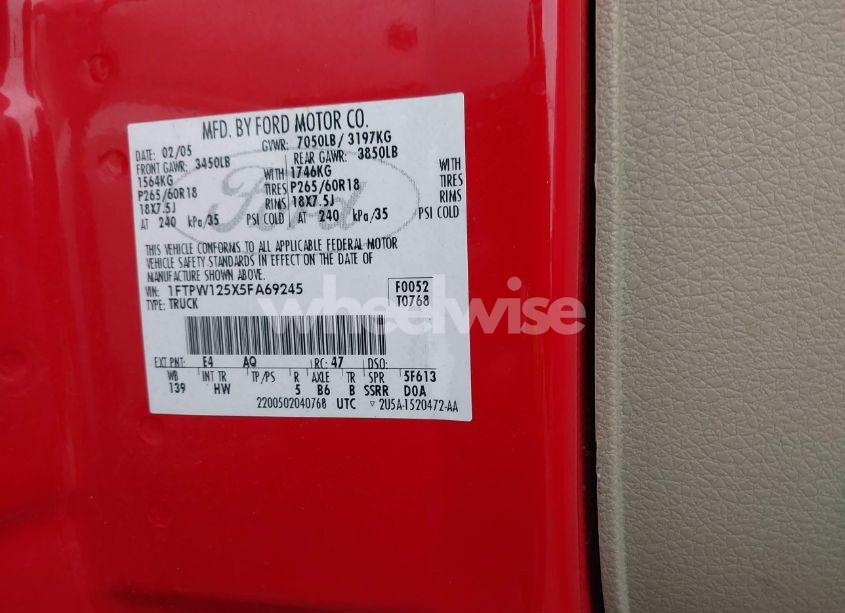 MFD. BY FORD MOTOR CO.
DATE: 02/05 GVWR: 7050LB / 3197KG
FRONT GAWR: 3450LB REAR GAWR: 3850LB
1564KG WITH 1746KG WITH
P265/60R18 TIRES P265/60R18 TIRES
18X7.5J RIMS 18X7.5J RIMS
AT 240 kPa/35 PSI COLD AT 240 kPa/35 PSI COLD
THIS VEHICLE CONFORMS TO ALL APPLICABLE FEDERAL MOTOR
VEHICLE SAFETY STANDARDS IN EFFECT ON THE DATE OF
MANUFACTURE SHOWN ABOVE.
VIN: 1FTPW125X5FA69245 F0052
TYPE: TRUCK T0768
EXT PNT: E4 AQ RC: 47 DSO:
WB INT TR TP/PS R AXLE TR SPR 5F613
139 HW 5 B6 B SSRR D0A
2200502040768 UTC ▽ 2U5A-1520472-AA
Ford
wheelwise